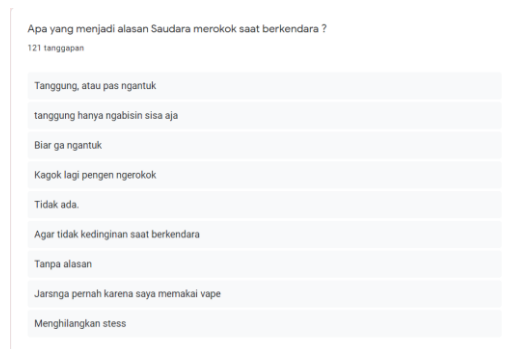 Apa yang menjadi alasan Saudara merokok saat berkendara ?
121 tanggapan
Tanggung, atau pas ngantuk
tanggung hanya ngabisin sisa aja
Biar ga ngantuk
Kagok lagi pengen ngerokok
Tidak ada.
Agar tidak kedinginan saat berkendara
Tanpa alasan
Jarsnga pernah karena saya memakai vape
Menghilangkan stess